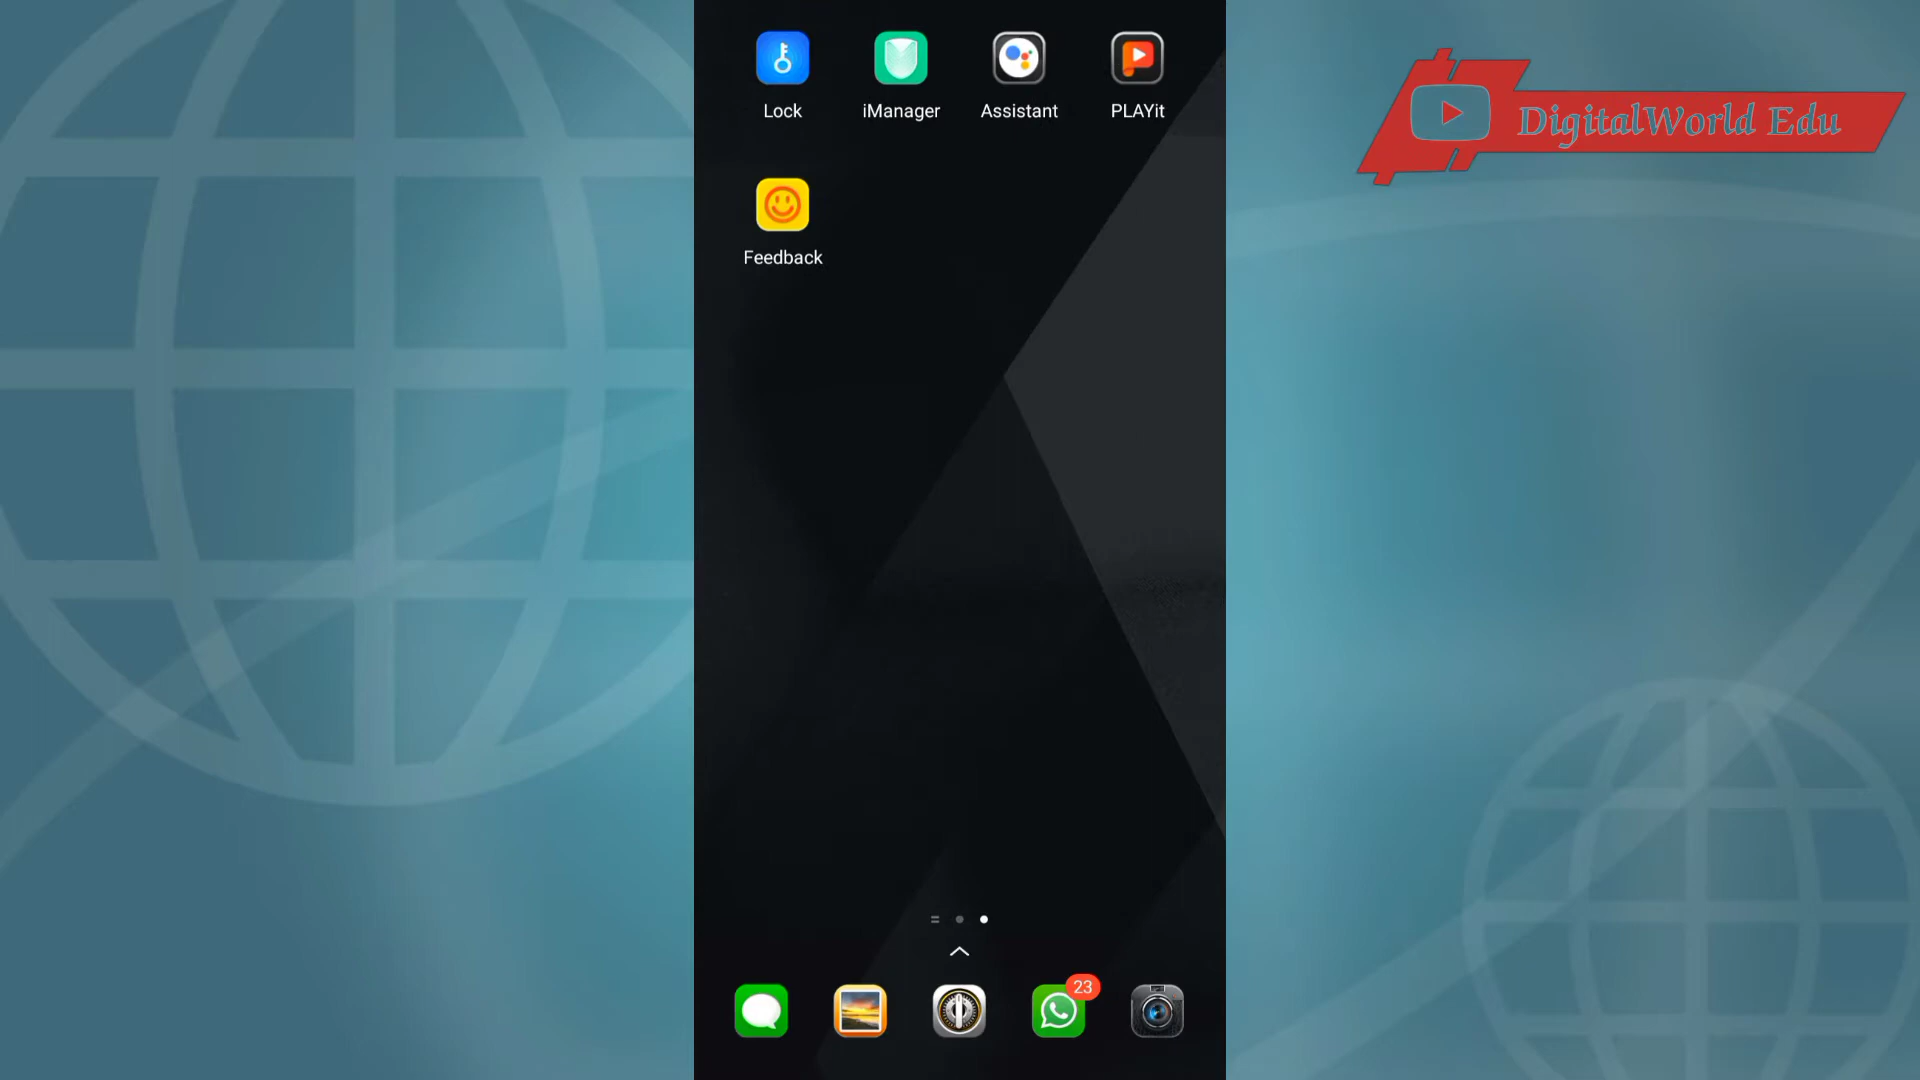 DigitalWorld Edu
Lock
iManager
Assistant
PLAYit
Feedback
23